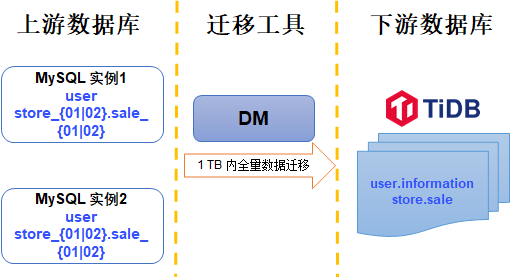 上游数据库
迁移工具
下游数据库
MySQL 实例1
user
store_{01|02}.sale_
{01|02}
DM
1 TB 内全量数据迁移
TiDB
user.information
store.sale
MySQL 实例2
user
store_{01|02}.sale_
{01|02}